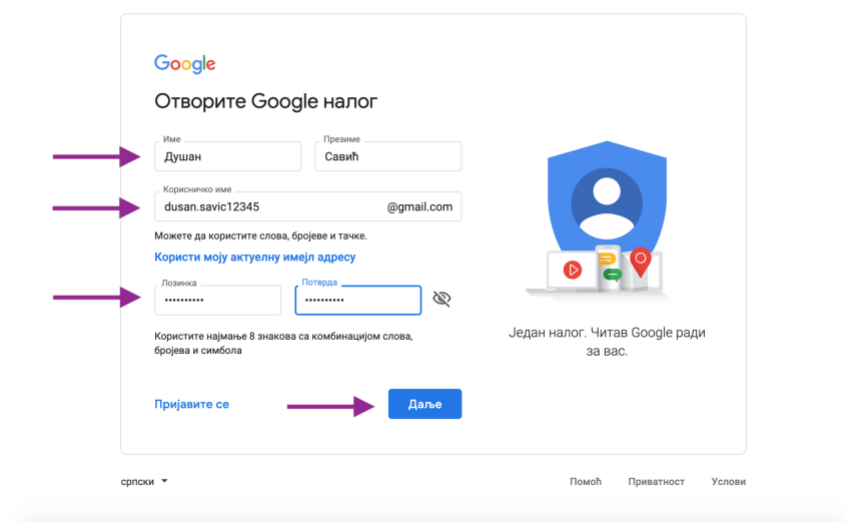 Google
Отворите Google налог
Име
Презиме
Душан
Савић
Корисничко име
dusan.savic12345
@gmail.com
Можете да користите слова, бројеве и тачке.
Користи моју актуелну имејл адресу
Лозинка
Потврда
••••••••••
••••••••••
Користите најмање 8 знакова са комбинацијом слова,
бројева и симбола
Један налог. Читав Google ради
за вас.
Пријавите се
Даље
српски
Помоћ
Приватност
Услови